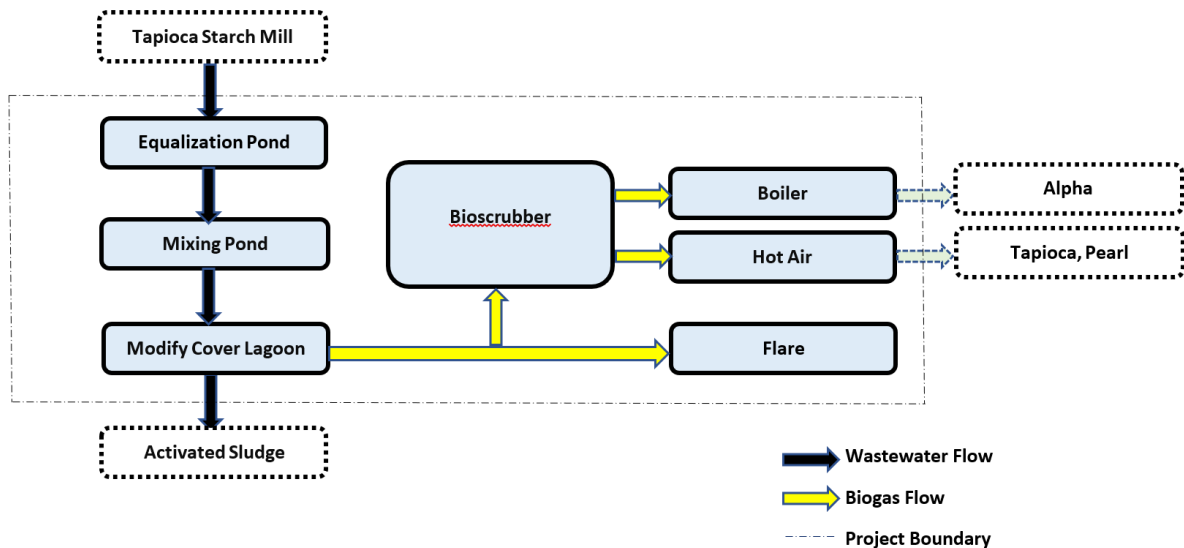 Tapioca Starch Mill
Equalization Pond
Mixing Pond
Modify Cover Lagoon
Activated Sludge
Bioscrubber
Boiler
Hot Air
Flare
Alpha
Tapioca, Pearl
Wastewater Flow
Biogas Flow
Project Boundary